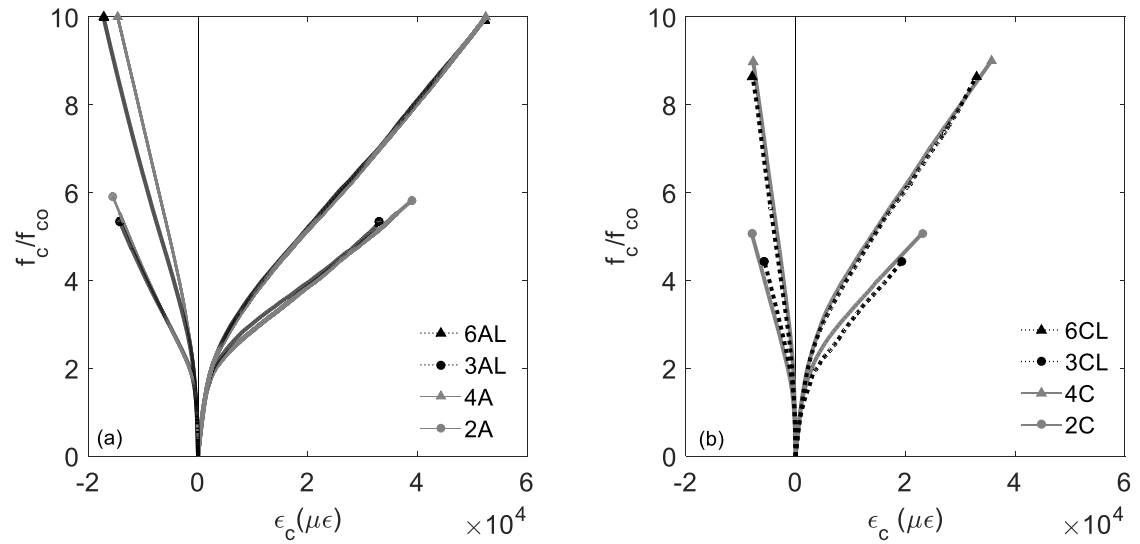 10
8
6
4
2
0
f_c/f_co
6AL
3AL
4A
2A
(a)
-2 0 2 4 6
ϵ_c(με)
×10^4
10
8
6
4
2
0
f_c/f_co
6CL
3CL
4C
2C
(b)
-2 0 2 4 6
ϵ_c (με)
×10^4